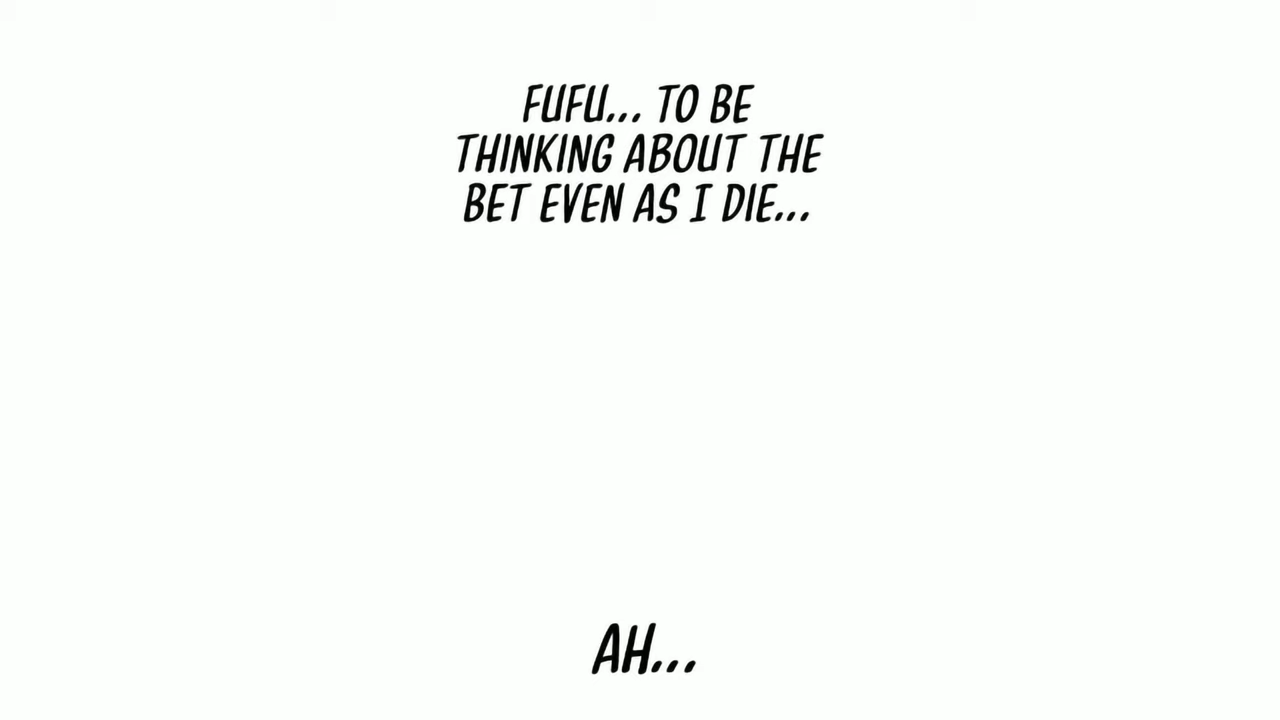 FUFU... TO BE
THINKING ABOUT THE
BET EVEN AS I DIE...
AH...